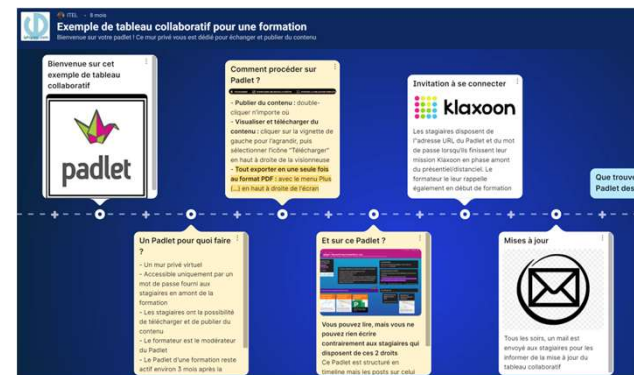 ITEL - 8 mois
Exemple de tableau collaboratif pour une formation
Bienvenue sur votre padlet ! Ce mur privé vous est dédié pour échanger et publier du contenu
Bienvenue sur cet
exemple de tableau
collaboratif
padlet
Comment procéder sur
Padlet ?
- Publier du contenu : double-
cliquer n'importe où
- Visualiser et télécharger du
contenu : cliquer sur la vignette de
gauche pour l'agrandir, puis
sélectionner l'icône "Télécharger"
en haut à droite de la visionneuse
- Tout exporter en une seule fois
au format PDF : avec le menu Plus
(...) en haut à droite de l'écran
Invitation à se connecter
klaxoon
Les stagiaires disposent de
l'adresse URL du Padlet et du mot
de passe lorsqu'ils finissent leur
mission Klaxoon en phase amont
du présentiel/distanciel. Le
formateur le leur rappelle
également en début de formation
Que trouve
Padlet des
Un Padlet pour quoi faire
?
- Un mur privé virtuel
- Accessible uniquement par un
mot de passe fourni aux
stagiaires en amont de la
formation
- Les stagiaires ont la possibilité
de télécharger et de publier du
contenu
- Le formateur est le modérateur
du Padlet
- Le Padlet d'une formation reste
actif environ 3 mois après la
Et sur ce Padlet ?
Vous pouvez lire, mais vous ne
pouvez rien écrire
contrairement aux stagiaires qui
disposent de ces 2 droits
Ce Padlet est structuré en
timeline mais les posts sur celui
Mises à jour
Tous les soirs, un mail est
envoyé aux stagiaires pour les
informer de la mise à jour du
tableau collaboratif